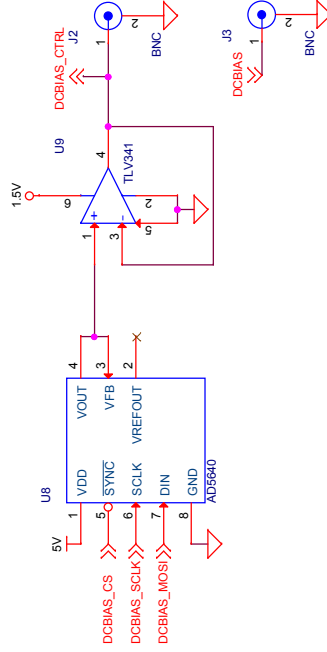 U8
5V
1
VDD
VOUT
4
5
SYNC
VFB
3
6
SCLK
7
DIN
VREFOUT
2
8
GND
AD5640
DCBIAS_CS
DCBIAS_SCLK
DCBIAS_MOSI
U9
1.5V
6
1
+
4
3
-
5
2
TLV341
DCBIAS_CTRL
J2
1
2
BNC
J3
DCBIAS
1
2
BNC